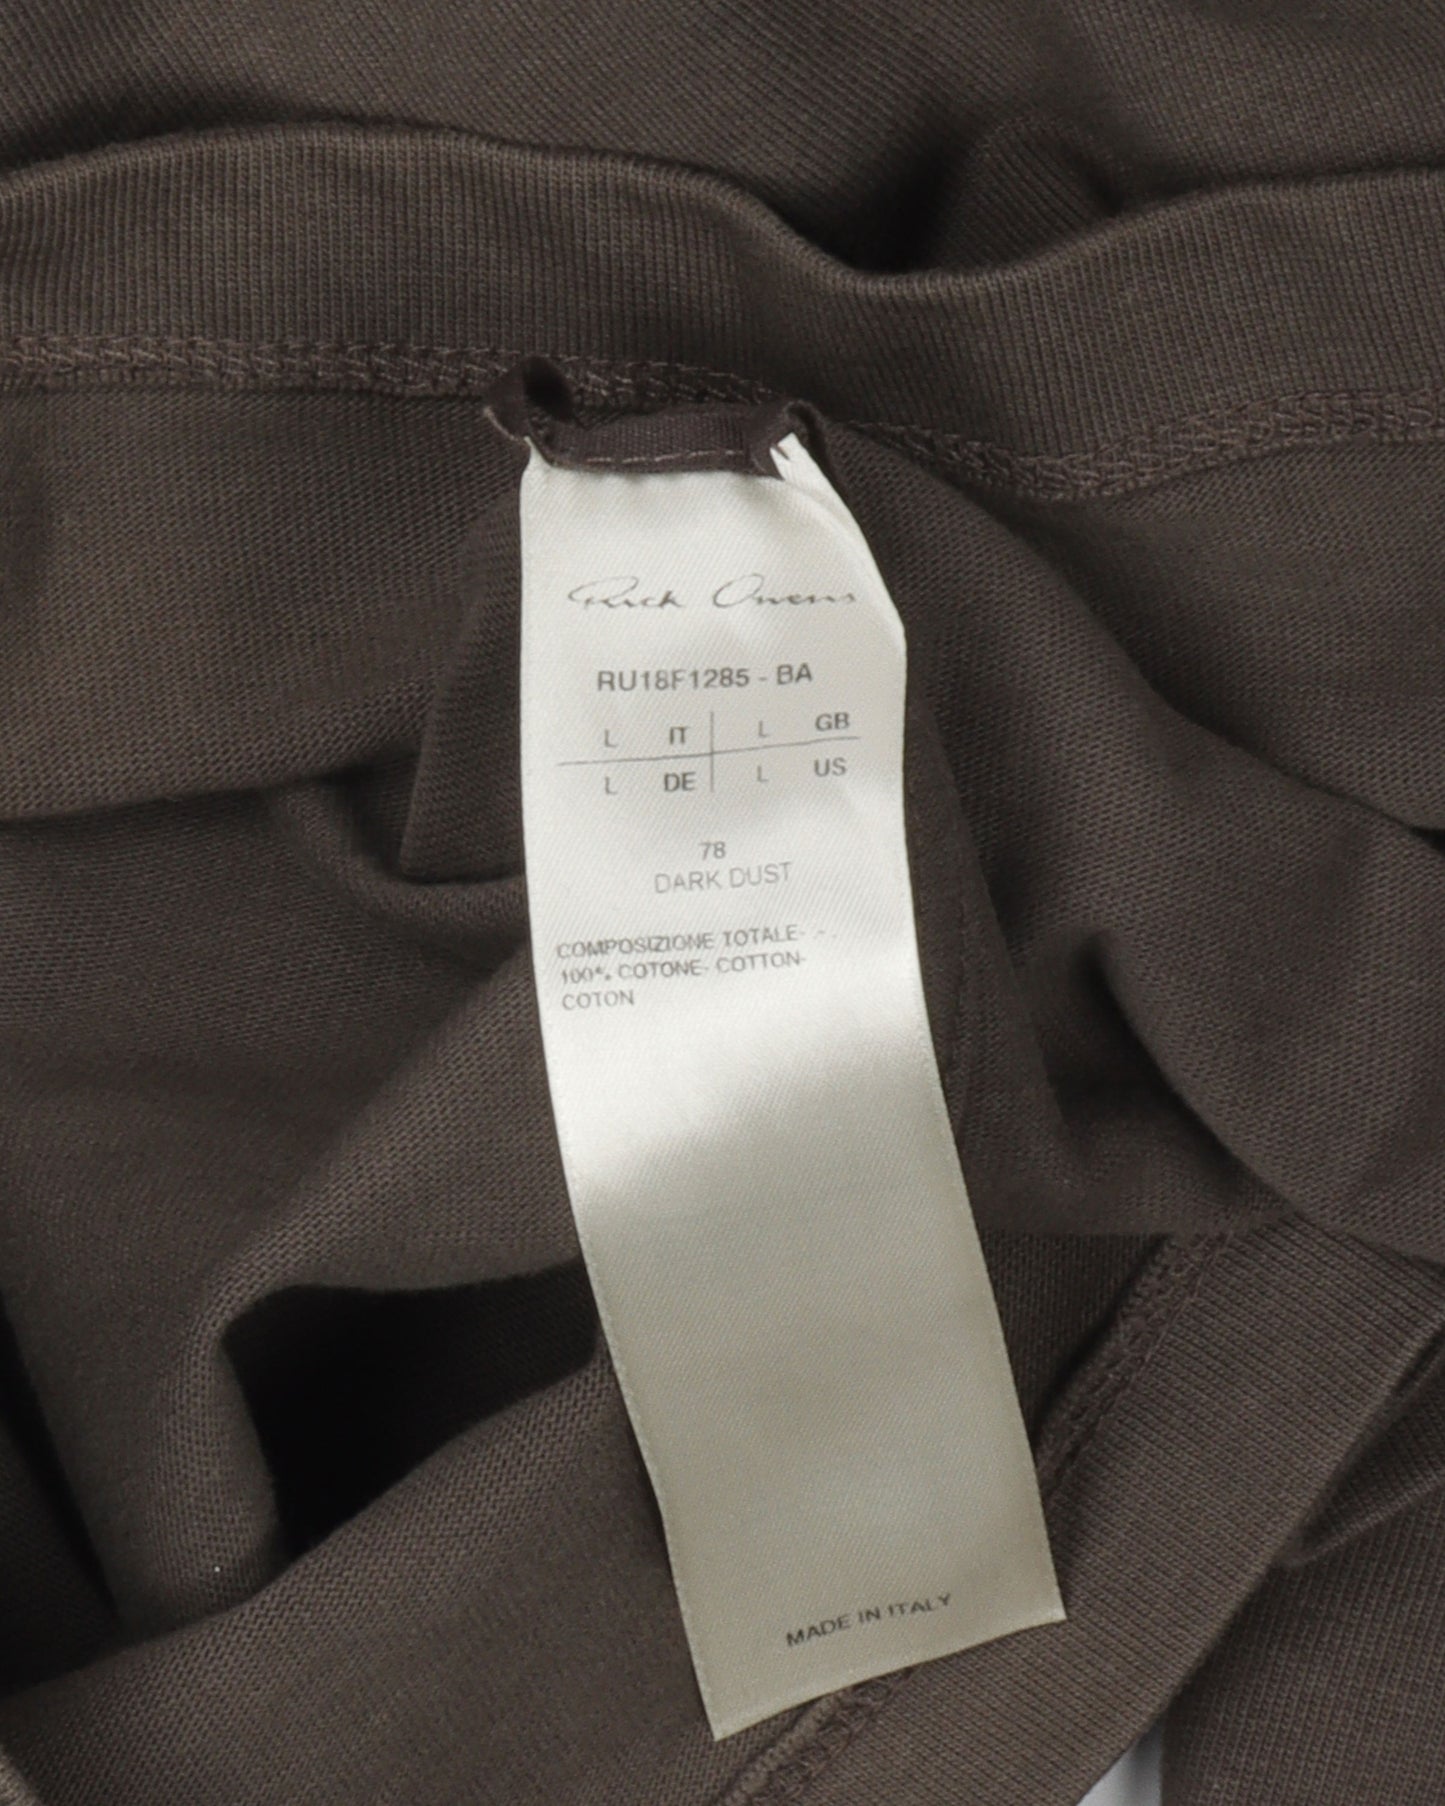 Rick Owens
RU18F1285 - BA
L IT L GB
L DE L US
78
DARK DUST
COMPOSIZIONE TOTALE- - -
100% COTONE- COTTON-
COTON
MADE IN ITALY